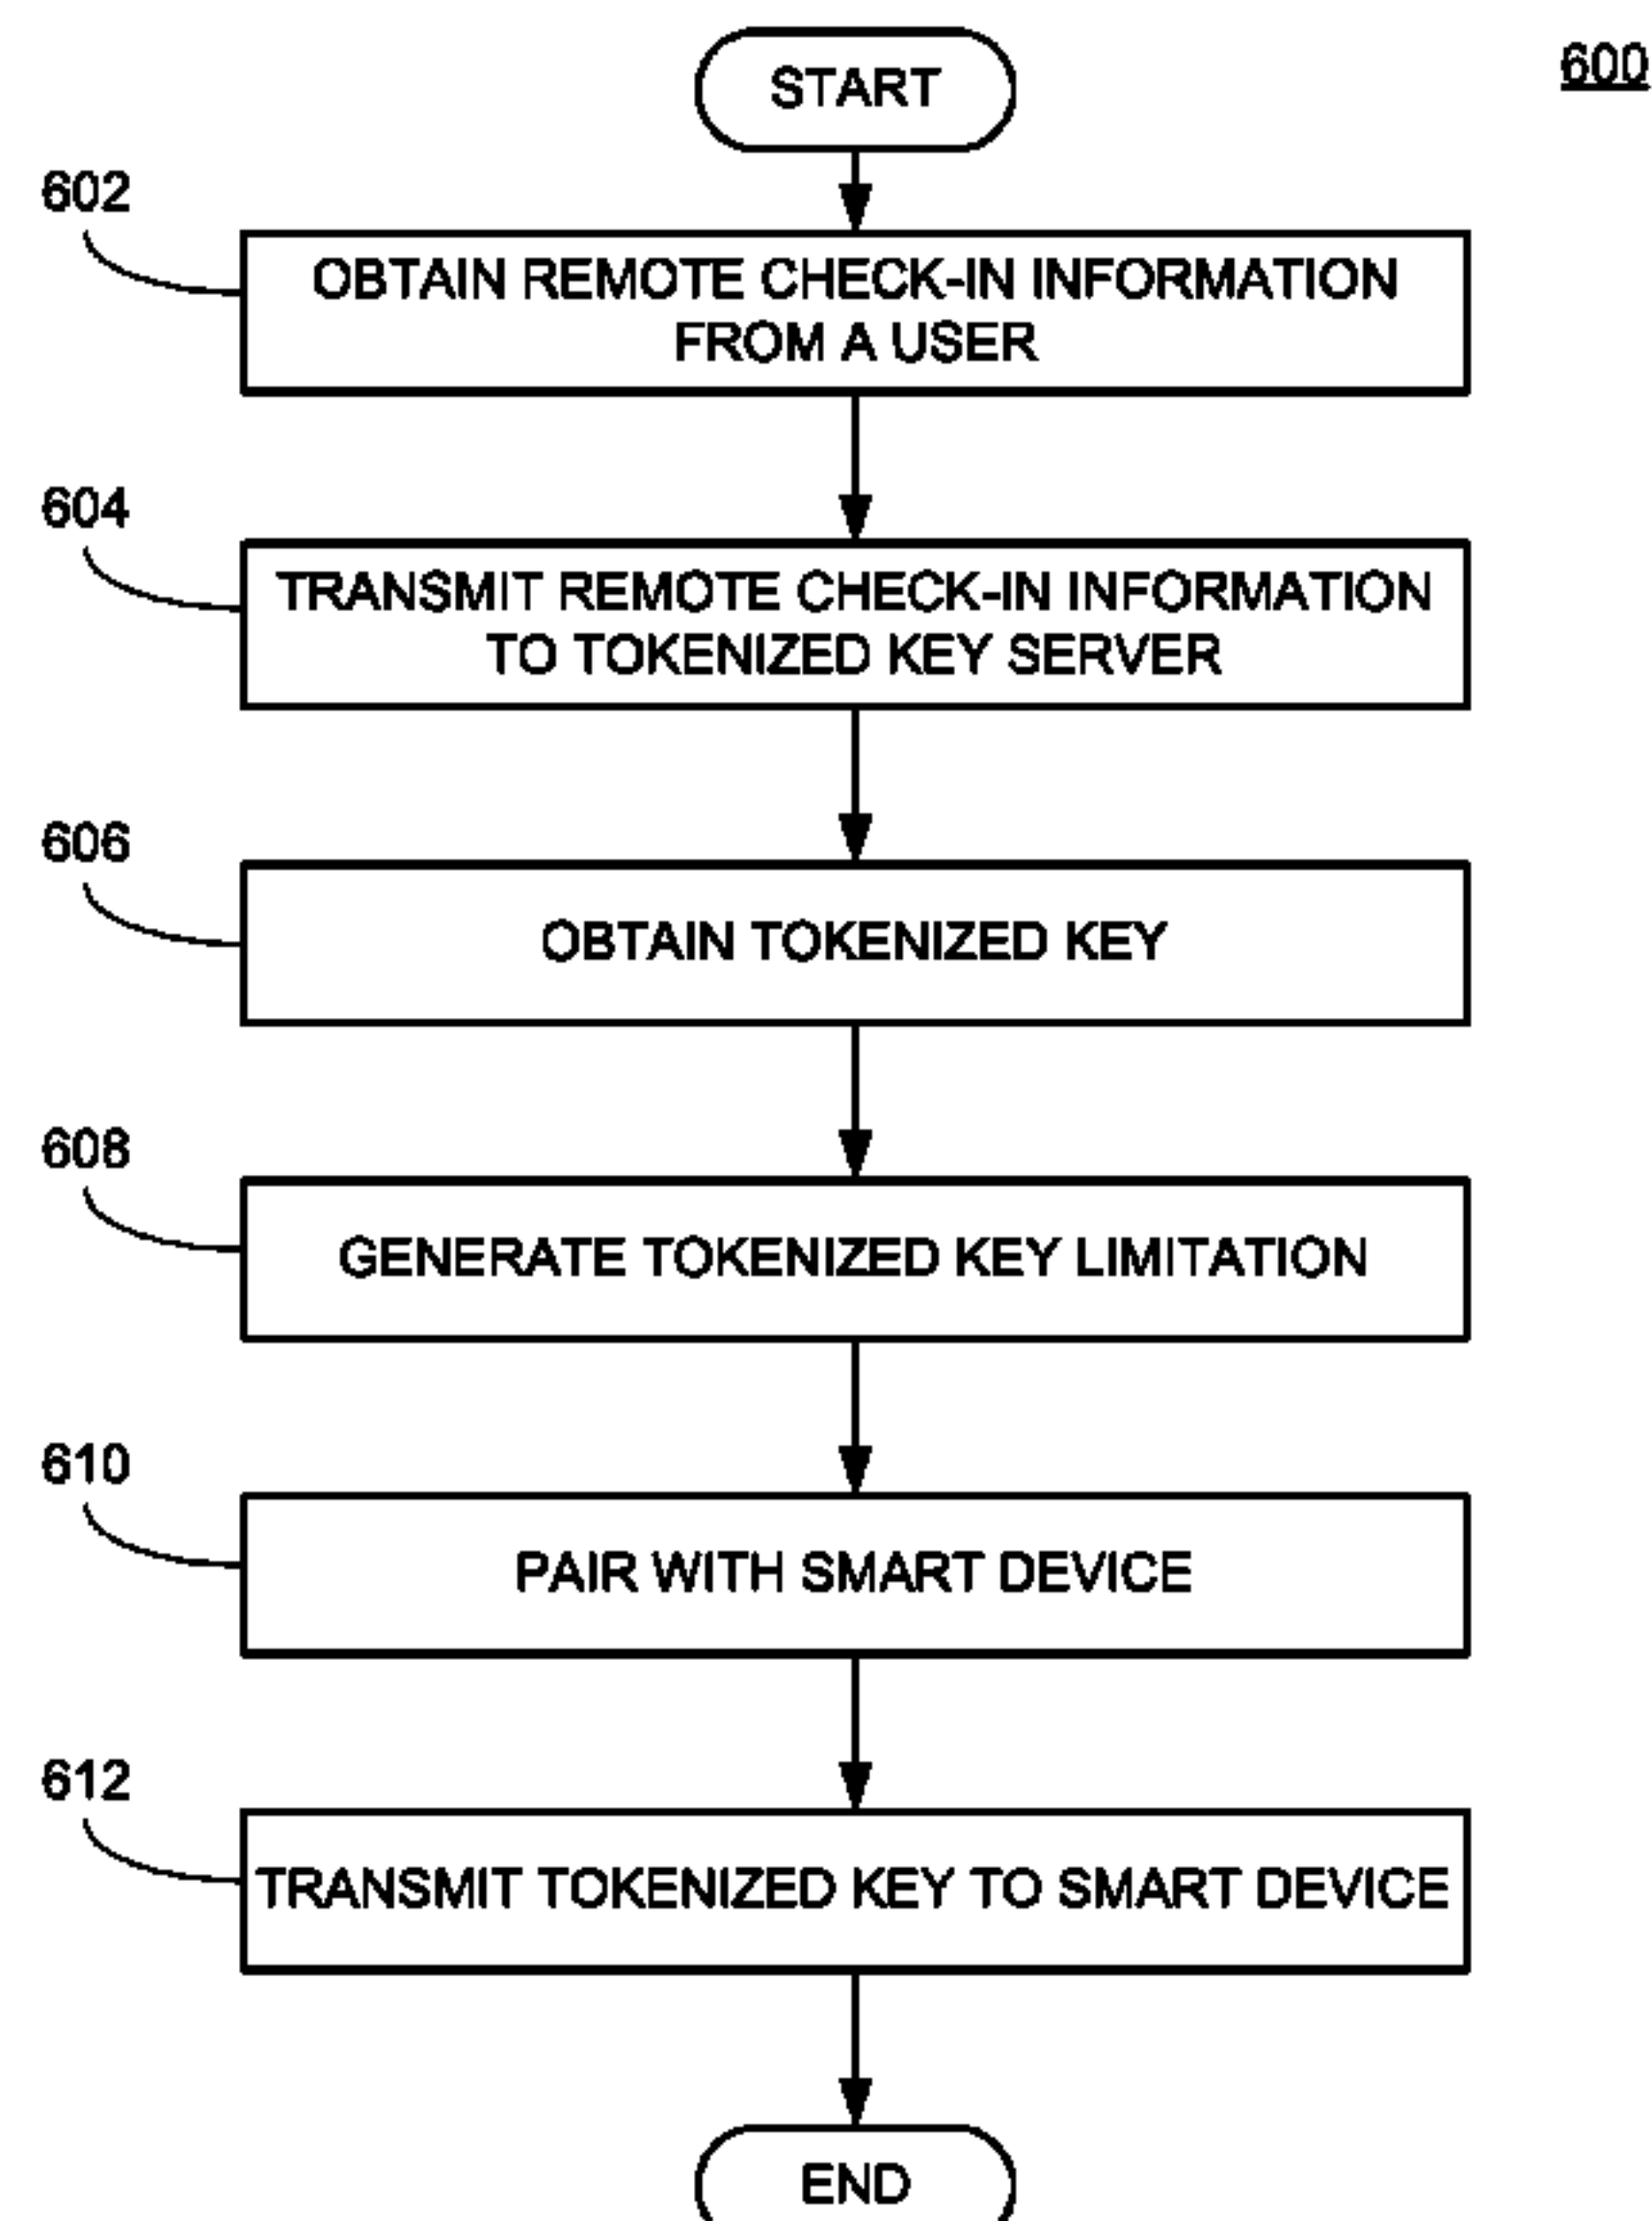 START
600
602
OBTAIN REMOTE CHECK-IN INFORMATION
FROM A USER
604
TRANSMIT REMOTE CHECK-IN INFORMATION
TO TOKENIZED KEY SERVER
606
OBTAIN TOKENIZED KEY
608
GENERATE TOKENIZED KEY LIMITATION
610
PAIR WITH SMART DEVICE
612
TRANSMIT TOKENIZED KEY TO SMART DEVICE
END